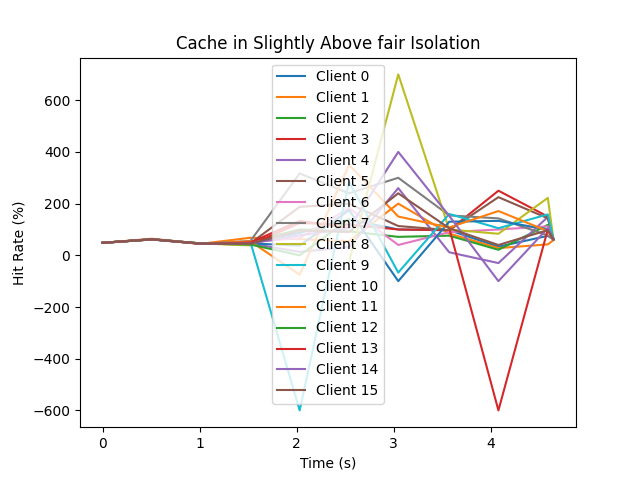 Cache in Slightly Above fair Isolation
Hit Rate (%)
600
400
200
0
−200
−400
−600
Client 0
Client 1
Client 2
Client 3
Client 4
Client 5
Client 6
Client 7
Client 8
Client 9
Client 10
Client 11
Client 12
Client 13
Client 14
Client 15
0 1 2 3 4
Time (s)